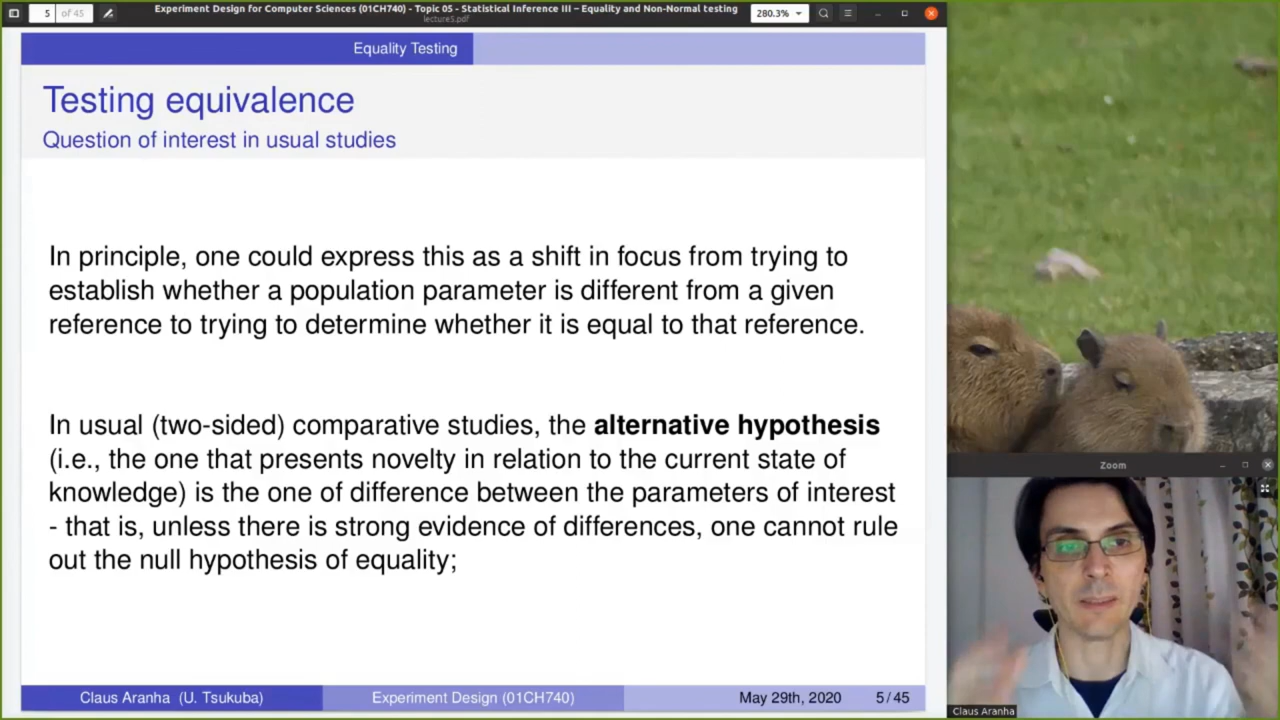 Experiment Design for Computer Sciences (01CH740) - Topic 05 - Statistical Inference III – Equality and Non-Normal testing
lecture5.pdf
5 of 45
280.3%
Equality Testing
Testing equivalence
Question of interest in usual studies
In principle, one could express this as a shift in focus from trying to
establish whether a population parameter is different from a given
reference to trying to determine whether it is equal to that reference.
In usual (two-sided) comparative studies, the alternative hypothesis
(i.e., the one that presents novelty in relation to the current state of
knowledge) is the one of difference between the parameters of interest
- that is, unless there is strong evidence of differences, one cannot rule
out the null hypothesis of equality;
Claus Aranha (U. Tsukuba)
Experiment Design (01CH740)
May 29th, 2020
5 / 45
Zoom
Claus Aranha